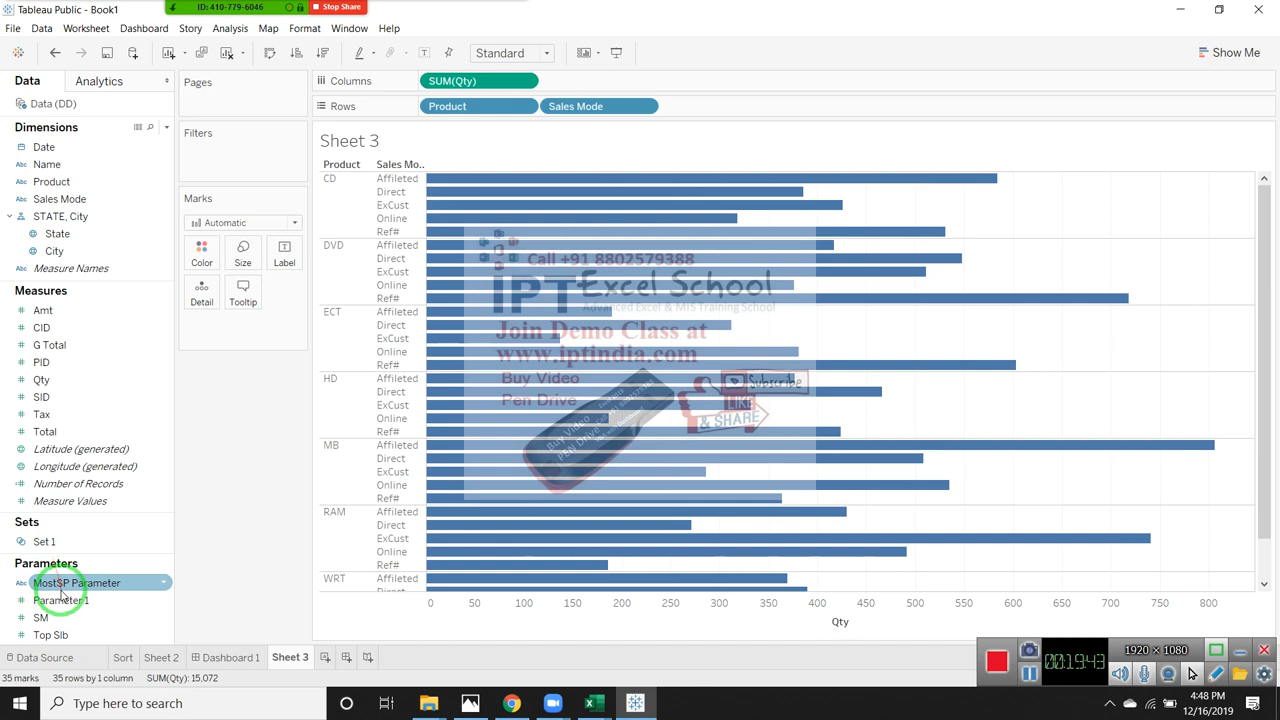 Tableau Public - Book1
ID: 410-779-6046
Stop Share
File Data Worksheet Dashboard Story Analysis Map Format Window Help
Standard
Show Me
Data Analytics
Data (DD)
Dimensions
Date
Abc Name
Abc Product
Abc Sales Mode
STATE, City
State
City
Abc Measure Names
Measures
# Amt
# CID
# G Total
# PID
# Qty
# SID
# Tax
# Total
Latitude (generated)
Longitude (generated)
# Number of Records
# Measure Values
Sets
Set 1
Parameters
Abc MostSP Parameter
# Parameter 1
# SM
# Top Slb
Pages
Filters
Marks
Automatic
Color Size Label
Detail Tooltip
Columns SUM(Qty)
Rows Product Sales Mode
Sheet 3
Product Sales Mo..
CD Affileted
Direct
ExCust
Online
Ref#
DVD Affileted
Direct
ExCust
Online
Ref#
ECT Affileted
Direct
ExCust
Online
Ref#
HD Affileted
Direct
ExCust
Online
Ref#
MB Affileted
Direct
ExCust
Online
Ref#
RAM Affileted
Direct
ExCust
Online
Ref#
WRT Affileted
Direct
0 50 100 150 200 250 300 350 400 450 500 550 600 650 700 750 800
Qty
Call +91 8802579388
iPT Excel School
Advanced Excel & MIS Training School
Join Demo Class at
www.iptindia.com
Buy Video
Pen Drive
Subscribe
LIKE
& SHARE
Buy Video
PEN Drive
Data Source Sort Sheet 2 Dashboard 1 Sheet 3
35 marks 35 rows by 1 column SUM(Qty): 15,072
1920 × 1080
00:19:43
Type here to search
4:48 PM
12/16/2019